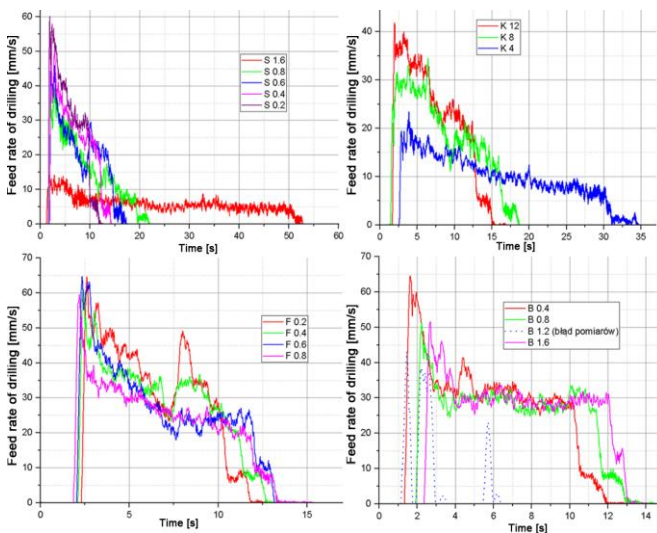 Feed rate of drilling [mm/s]
60
50
40
30
20
10
0
S 1.6
S 0.8
S 0.6
S 0.4
S 0.2
0 10 20 30 40 50 60
Time [s]
Feed rate of drilling [mm/s]
40
30
20
10
0
K 12
K 8
K 4
0 5 10 15 20 25 30 35
Time [s]
Feed rate of drilling [mm/s]
70
60
50
40
30
20
10
0
F 0.2
F 0.4
F 0.6
F 0.8
0 5 10 15
Time [s]
Feed rate of drilling [mm/s]
70
60
50
40
30
20
10
0
B 0.4
B 0.8
B 1.2 (błąd pomiarów)
B 1.6
0 2 4 6 8 10 12 14
Time [s]